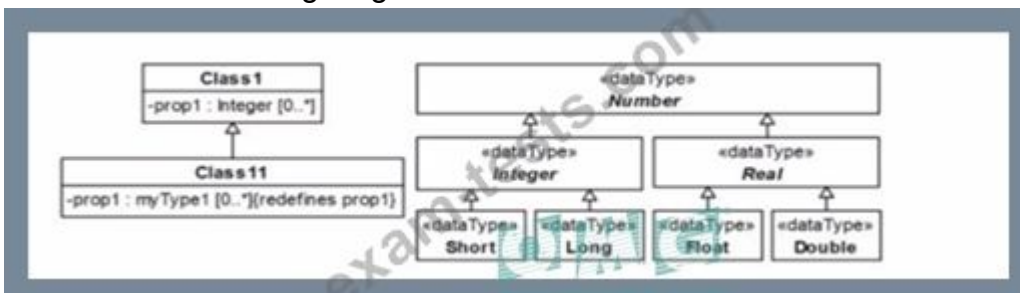 Class1
-prop1 : Integer [0..*]
Class11
-prop1 : myType1 [0..*]{redefines prop1}
«dataType»
Number
«dataType»
Integer
«dataType»
Real
«dataType»
Short
«dataType»
Long
«dataType»
Float
«dataType»
Double